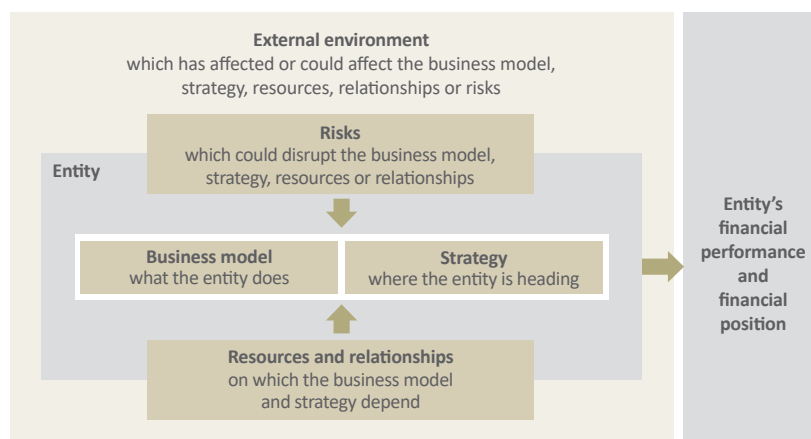 External environment
which has affected or could affect the business model,
strategy, resources, relationships or risks
Risks
which could disrupt the business model,
strategy, resources or relationships
Entity
Business model
what the entity does
Strategy
where the entity is heading
Resources and relationships
on which the business model
and strategy depend
Entity’s
financial
performance
and
financial
position